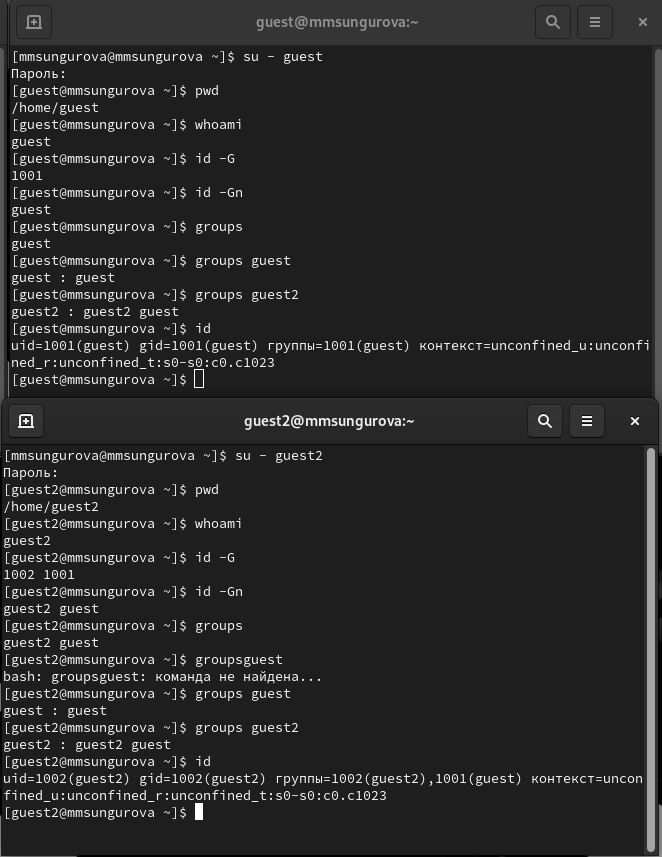 guest@mmsungurova:~
[mmsungurova@mmsungurova ~]$ su - guest
Пароль:
[guest@mmsungurova ~]$ pwd
/home/guest
[guest@mmsungurova ~]$ whoami
guest
[guest@mmsungurova ~]$ id -G
1001
[guest@mmsungurova ~]$ id -Gn
guest
[guest@mmsungurova ~]$ groups
guest
[guest@mmsungurova ~]$ groups guest
guest : guest
[guest@mmsungurova ~]$ groups guest2
guest2 : guest2 guest
[guest@mmsungurova ~]$ id
uid=1001(guest) gid=1001(guest) группы=1001(guest) контекст=unconfined_u:unconfi
ned_r:unconfined_t:s0-s0:c0.c1023
[guest@mmsungurova ~]$
guest2@mmsungurova:~
[mmsungurova@mmsungurova ~]$ su - guest2
Пароль:
[guest2@mmsungurova ~]$ pwd
/home/guest2
[guest2@mmsungurova ~]$ whoami
guest2
[guest2@mmsungurova ~]$ id -G
1002 1001
[guest2@mmsungurova ~]$ id -Gn
guest2 guest
[guest2@mmsungurova ~]$ groups
guest2 guest
[guest2@mmsungurova ~]$ groupsguest
bash: groupsguest: команда не найдена...
[guest2@mmsungurova ~]$ groups guest
guest : guest
[guest2@mmsungurova ~]$ groups guest2
guest2 : guest2 guest
[guest2@mmsungurova ~]$ id
uid=1002(guest2) gid=1002(guest2) группы=1002(guest2),1001(guest) контекст=uncon
fined_u:unconfined_r:unconfined_t:s0-s0:c0.c1023
[guest2@mmsungurova ~]$